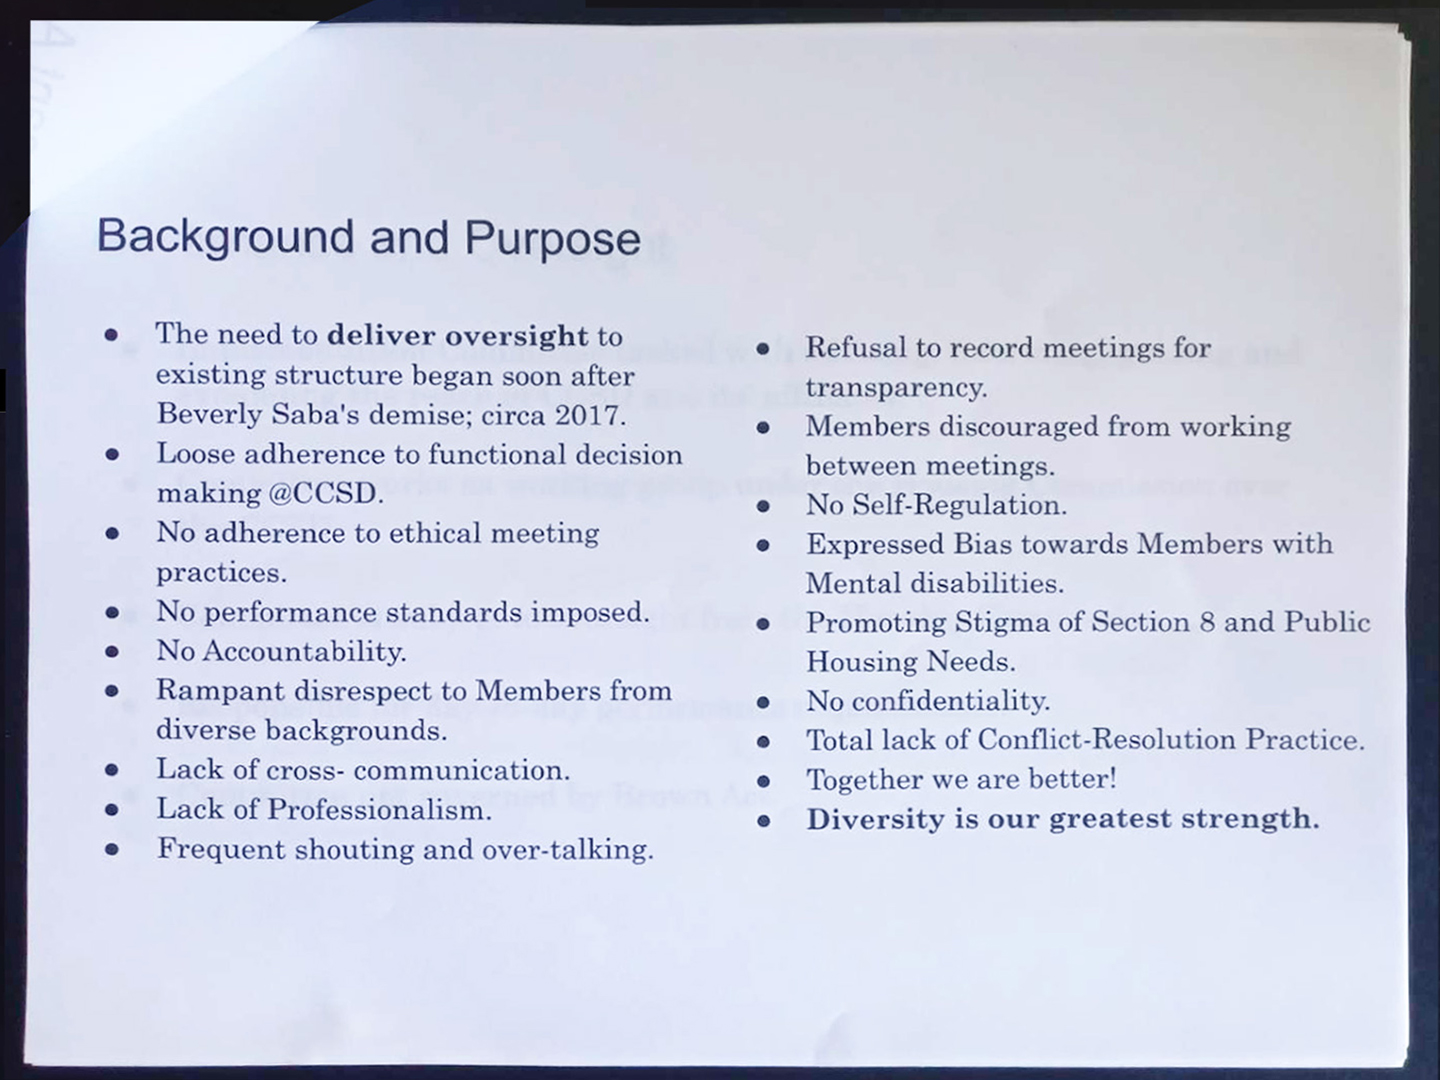 Background and Purpose
● The need to deliver oversight to
existing structure began soon after
Beverly Saba's demise; circa 2017.
● Loose adherence to functional decision
making @CCSD.
● No adherence to ethical meeting
practices.
● No performance standards imposed.
● No Accountability.
● Rampant disrespect to Members from
diverse backgrounds.
● Lack of cross- communication.
● Lack of Professionalism.
● Frequent shouting and over-talking.
● Refusal to record meetings for
transparency.
● Members discouraged from working
between meetings.
● No Self-Regulation.
● Expressed Bias towards Members with
Mental disabilities.
● Promoting Stigma of Section 8 and Public
Housing Needs.
● No confidentiality.
● Total lack of Conflict-Resolution Practice.
● Together we are better!
● Diversity is our greatest strength.